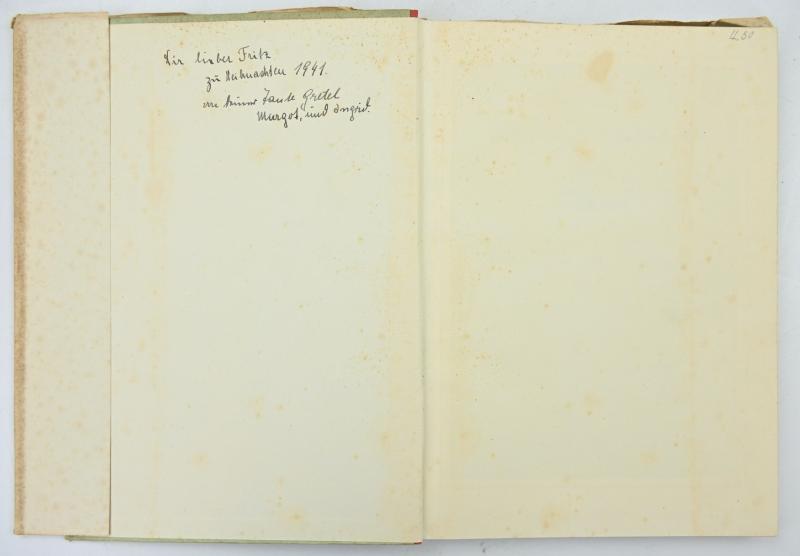 Dir lieber Fritz
zu Weihnachten 1941.
von deiner Tante Gretel
Margot, und Ingrid.
4.50